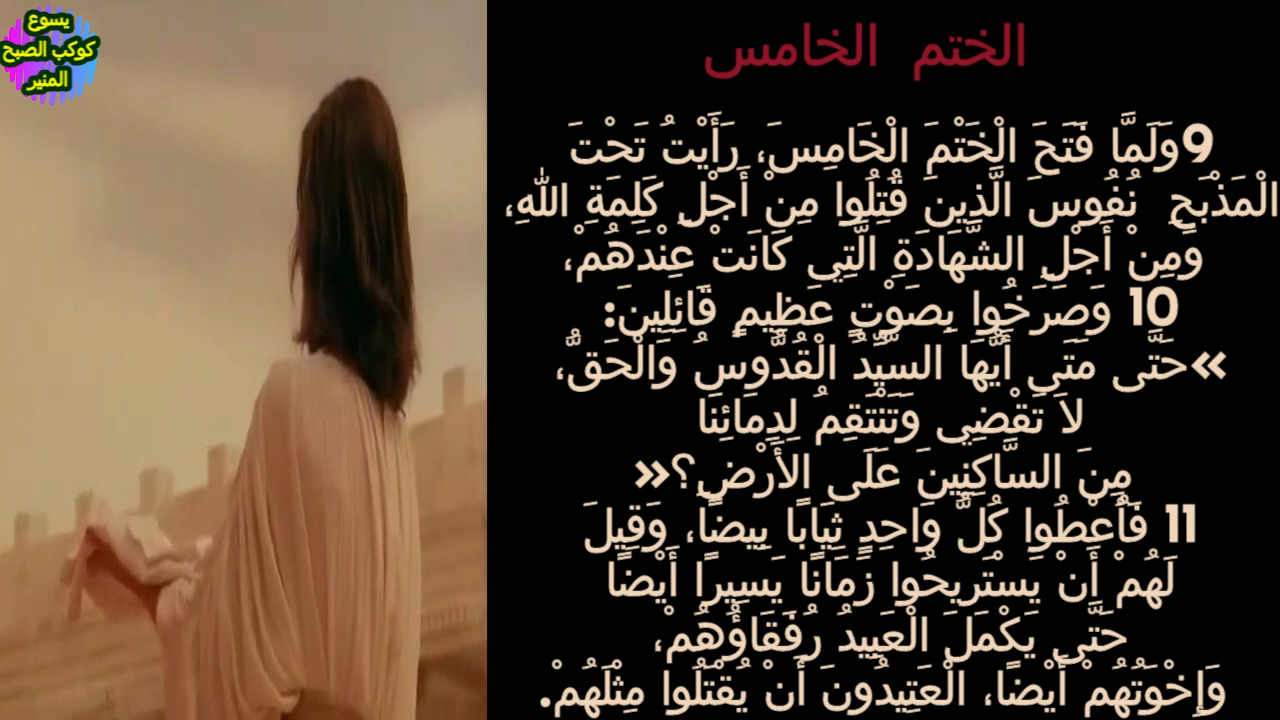 يسوع
كوكب الصبح
المنير
الختم الخامس
9وَلَمَّا فَتَحَ الْخَتْمَ الْخَامِسَ، رَأَيْتُ تَحْتَ
الْمَذْبَحِ نُفُوسَ الَّذِينَ قُتِلُوا مِنْ أَجْلِ كَلِمَةِ اللهِ،
وَمِنْ أَجْلِ الشَّهَادَةِ الَّتِي كَانَتْ عِنْدَهُمْ،
10 وَصَرَخُوا بِصَوْتٍ عَظِيمٍ قَائِلِينَ:
«حَتَّى مَتَى أَيُّهَا السَّيِّدُ الْقُدُّوسُ وَالْحَقُّ،
لاَ تَقْضِي وَتَنْتَقِمُ لِدِمَائِنَا
مِنَ السَّاكِنِينَ عَلَى الأَرْضِ؟»
11 فَأُعْطُوا كُلُّ وَاحِدٍ ثِيَابًا بِيضًا، وَقِيلَ
لَهُمْ أَنْ يَسْتَرِيحُوا زَمَانًا يَسِيرًا أَيْضًا
حَتَّى يَكْمَلَ الْعَبِيدُ رُفَقَاؤُهُمْ،
وَإِخْوَتُهُمْ أَيْضًا، الْعَتِيدُونَ أَنْ يُقْتَلُوا مِثْلَهُمْ.